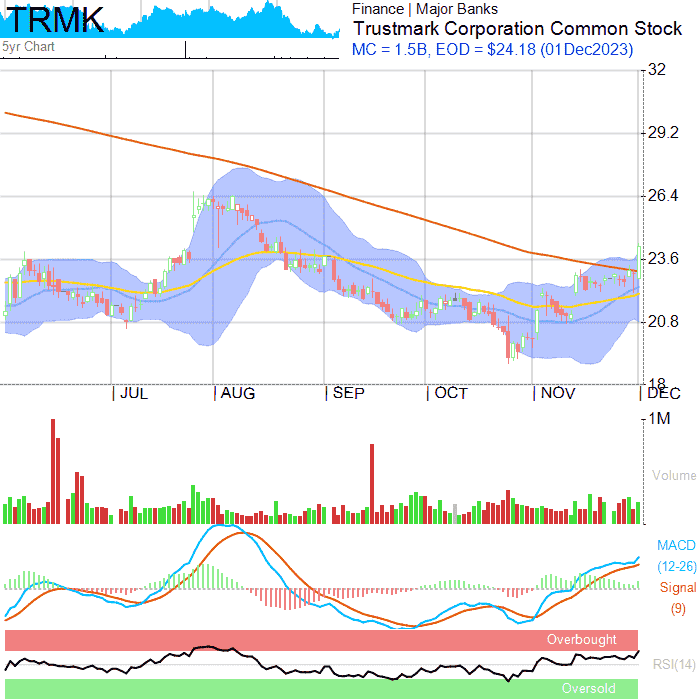 TRMK
5yr Chart
Finance | Major Banks
Trustmark Corporation Common Stock
MC = 1.5B, EOD = $24.18 (01Dec2023)
32
29.2
26.4
23.6
20.8
18
JUL AUG SEP OCT NOV DEC
1M
Volume
MACD
(12-26)
Signal
(9)
Overbought
RSI(14)
Oversold